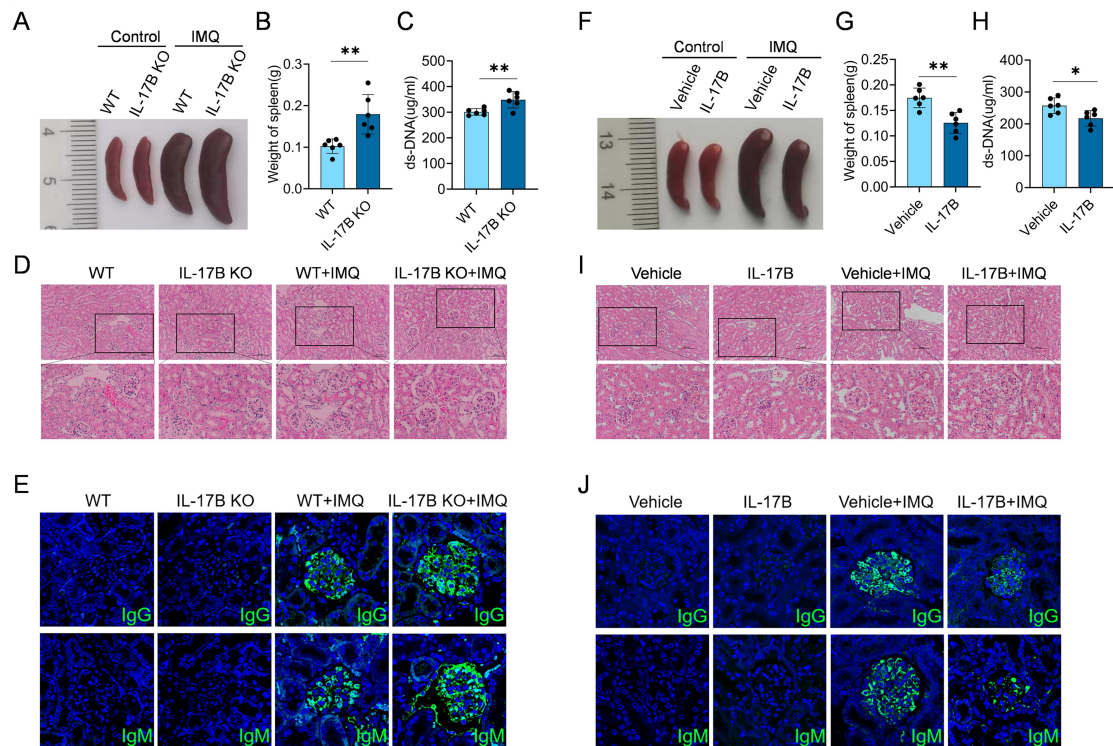 A
Control
IMQ
WT
IL-17B KO
WT
IL-17B KO
4
5
6
B
**
Weight of spleen(g)
0.3
0.2
0.1
0.0
WT
IL-17B KO
C
**
ds-DNA(ug/ml)
500
400
300
200
100
0
WT
IL-17B KO
F
Control
IMQ
Vehicle
IL-17B
Vehicle
IL-17B
13
14
G
**
Weight of spleen(g)
0.25
0.20
0.15
0.10
0.05
0.00
Vehicle
IL-17B
H
*
ds-DNA(ug/ml)
400
300
200
100
0
Vehicle
IL-17B
D
WT
IL-17B KO
WT+IMQ
IL-17B KO+IMQ
I
Vehicle
IL-17B
Vehicle+IMQ
IL-17B+IMQ
E
WT
IL-17B KO
WT+IMQ
IL-17B KO+IMQ
IgG
IgG
IgG
IgG
IgM
IgM
IgM
IgM
J
Vehicle
IL-17B
Vehicle+IMQ
IL-17B+IMQ
IgG
IgG
IgG
IgG
IgM
IgM
IgM
IgM